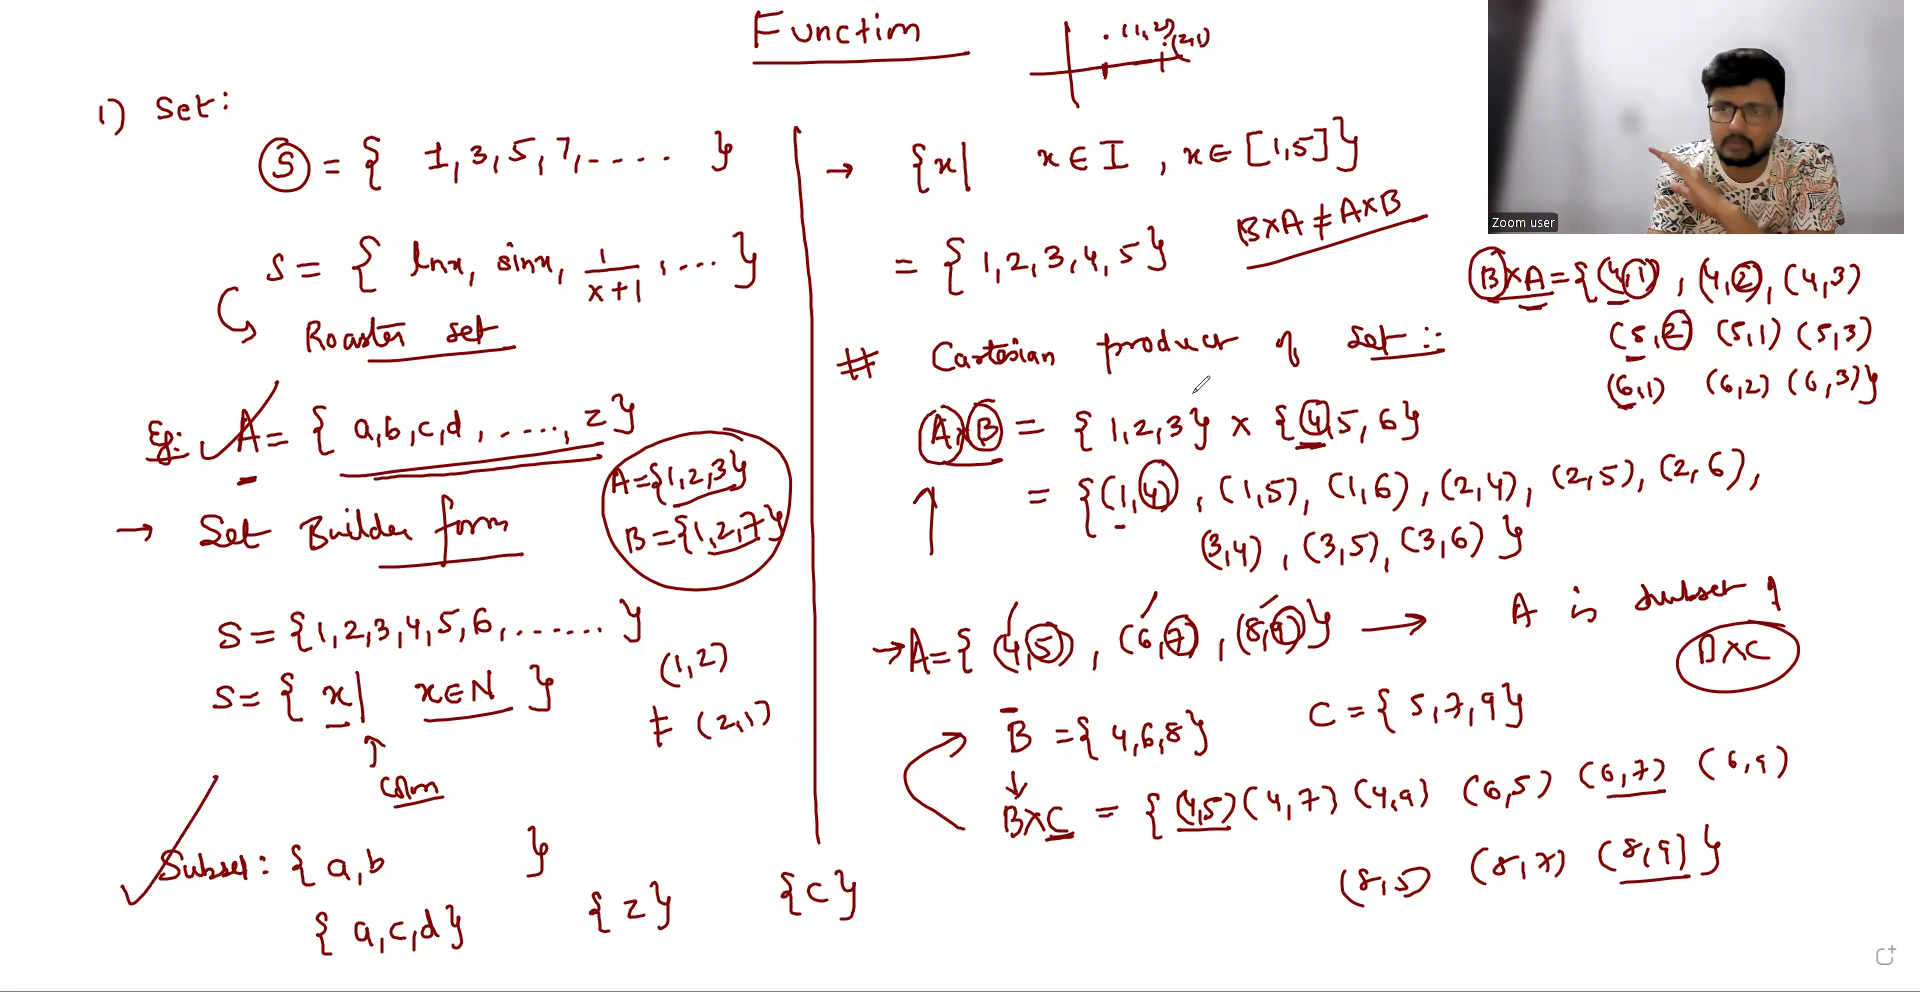 Function
.(1,2)
(2,1)
1) Set:
S = { 1, 3, 5, 7, .... }
S = { lnx, sinx, 1/(x+1), ... }
Roaster set
Eg: A = { a,b,c,d, ...., z }
A = {1,2,3}
B = {1,2,7}
→ Set Builder form
S = {1,2,3,4,5,6, ...... }
S = { x| x∈N }
↑
(1,2)
≠ (2,1)
Subset: { a,b }
{ a,c,d }
{ z }
{ c }
→ {x| x∈I , x∈[1,5]}
= { 1,2,3,4,5 }
B×A ≠ A×B
# Cartesian product of set ::
A×B = { 1,2,3 } × { 4,5,6 }
= {(1,4), (1,5), (1,6), (2,4), (2,5), (2,6),
(3,4), (3,5), (3,6) }
B×A = {(4,1), (4,2), (4,3)
(5,2) (5,1) (5,3)
(6,1) (6,2) (6,3)}
→ A = { (4,5), (6,7), (8,9) } → A is subset of
B×C
B = { 4,6,8 }
C = { 5,7,9 }
↓
B×C = { (4,5) (4,7) (4,9) (6,5) (6,7) (6,9)
(8,5) (8,7) (8,9) }
Zoom user